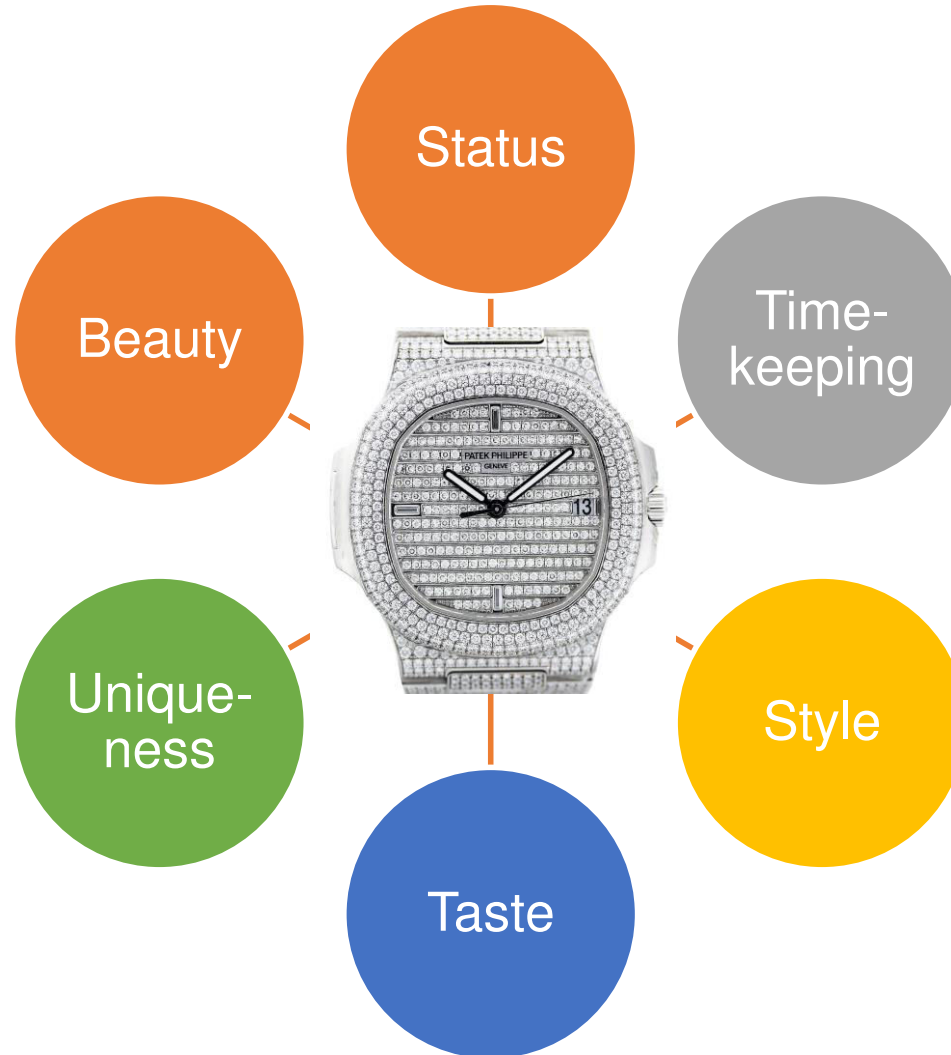 Status
Beauty
Time-
keeping
PATEK PHILIPPE
GENEVE
13
Unique-
ness
Style
Taste